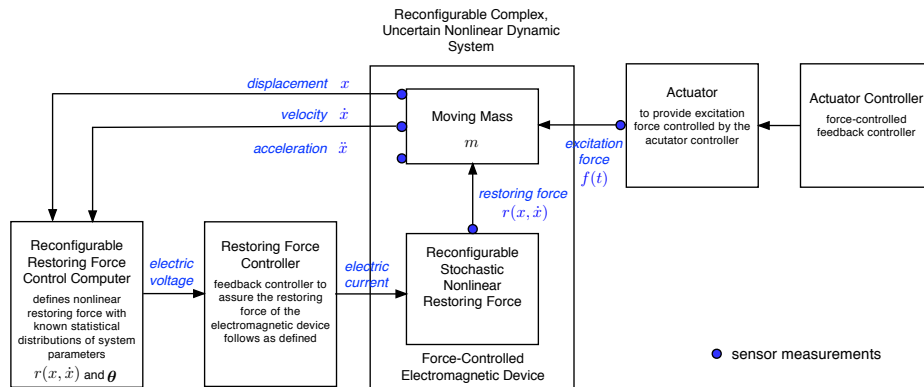 Reconfigurable Complex,
Uncertain Nonlinear Dynamic
System
displacement x
velocity ẋ
acceleration ẍ
Moving Mass
m
excitation
force
f(t)
Actuator
to provide excitation
force controlled by the
acutator controller
Actuator Controller
force-controlled
feedback controller
restoring force
r(x, ẋ)
Reconfigurable
Restoring Force
Control Computer
defines nonlinear
restoring force with
known statistical
distributions of system
parameters
r(x, ẋ) and θ
electric
voltage
Restoring Force
Controller
feedback controller to
assure the restoring
force of the
electromagnetic device
follows as defined
electric
current
Reconfigurable
Stochastic
Nonlinear
Restoring Force
Force-Controlled
Electromagnetic Device
sensor measurements